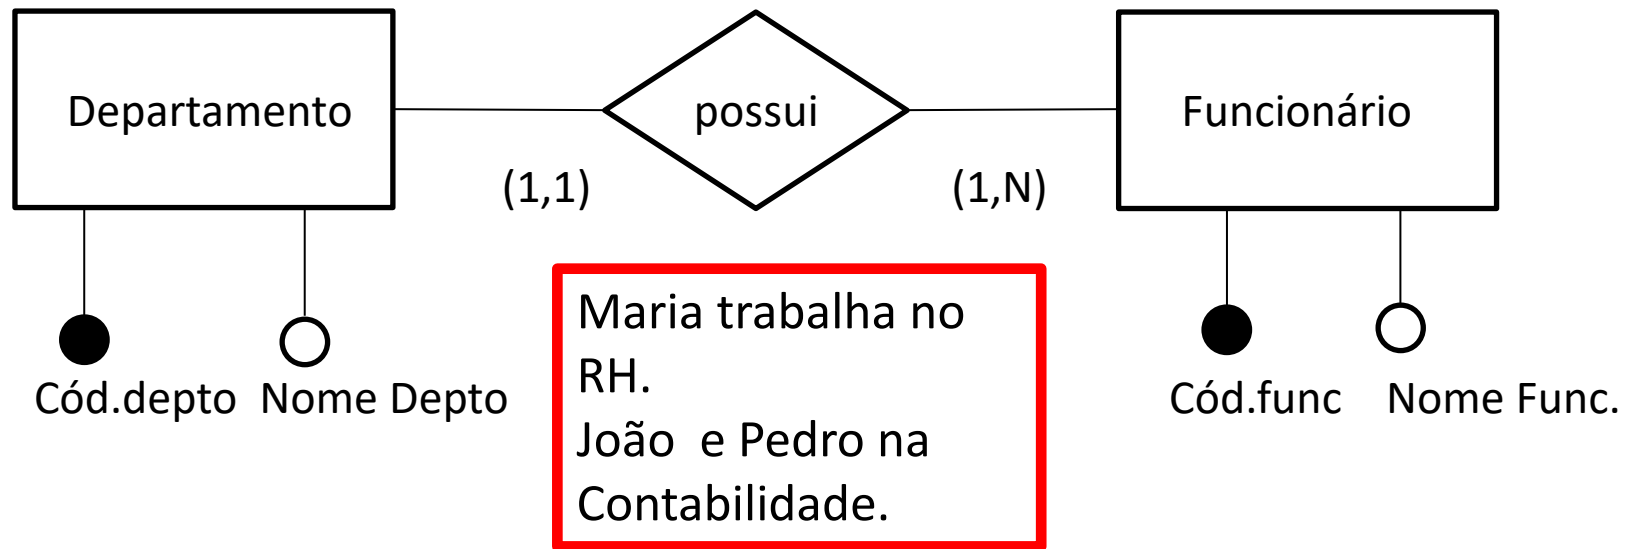 Departamento
possui
Funcionário
(1,1)
(1,N)
Maria trabalha no
RH.
João e Pedro na
Contabilidade.
Cód.depto
Nome Depto
Cód.func
Nome Func.